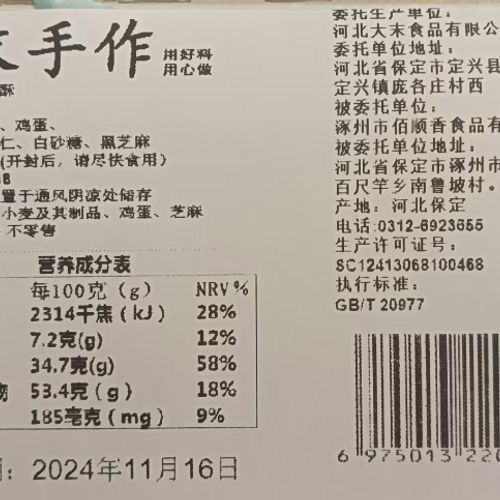 手作 用好料
用心做
酥
、鸡蛋、
仁、白砂糖、黑芝麻
(开封后，请尽快食用)
置于通风阴凉处储存
小麦及其制品、鸡蛋、芝麻
不零售
营养成分表
每100克（g） NRV%
2314千焦（kJ） 28%
7.2克(g) 12%
34.7克(g) 58%
53.4克（g） 18%
185毫克（mg） 9%
2024年11月16日
委托生产单位:
河北大末食品有限公
委托单位地址:
河北省保定市定兴县
定兴镇庞各庄村西
被委托单位:
涿州市佰顺香食品有
被委托单位地址:
河北省保定市涿州市
百尺竿乡南鲁坡村。
产地: 河北保定
电话:0312-6923655
生产许可证号:
SC12413068100468
执行标准:
GB/T 20977
6 975013 220